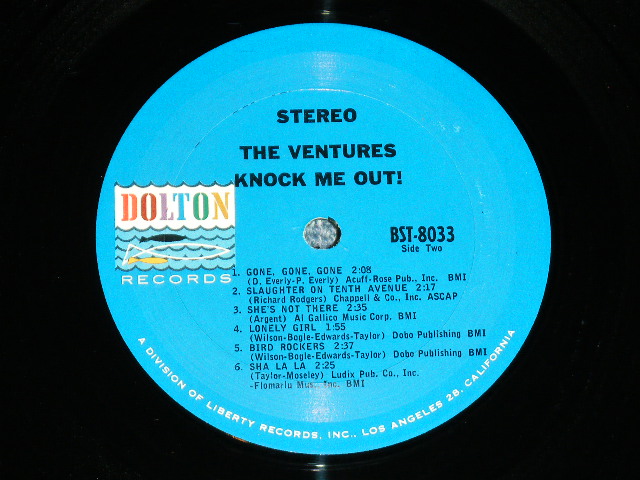 STEREO
THE VENTURES
KNOCK ME OUT!
DOLTON
RECORDS
BST-8033
Side Two
1. GONE, GONE, GONE 2:08
(D. Everly-P. Everly) Acuff-Rose Pub., Inc. BMI
2. SLAUGHTER ON TENTH AVENUE 2:17
(Richard Rodgers) Chappell & Co., Inc. ASCAP
3. SHE'S NOT THERE 2:35
(Argent) Al Gallico Music Corp. BMI
4. LONELY GIRL 1:55
(Wilson-Bogle-Edwards-Taylor) Dobo Publishing BMI
5. BIRD ROCKERS 2:37
(Wilson-Bogle-Edwards-Taylor) Dobo Publishing BMI
6. SHA LA LA 2:25
(Taylor-Moseley) Ludix Pub. Co., Inc.
-Flomarlu Mus. Inc. BMI
A DIVISION OF LIBERTY RECORDS, INC., LOS ANGELES 28, CALIFORNIA